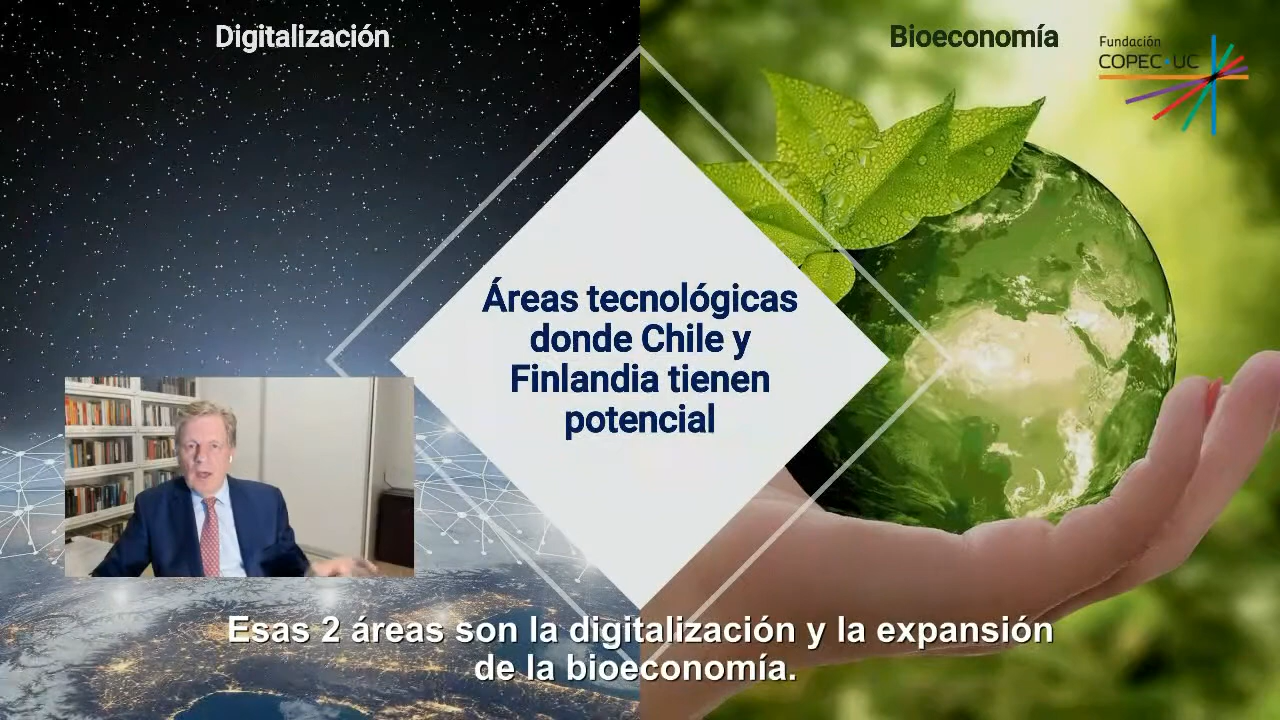 Digitalización
Bioeconomía
Fundación
COPEC·UC
Áreas tecnológicas
donde Chile y
Finlandia tienen
potencial
Esas 2 áreas son la digitalización y la expansión
de la bioeconomía.